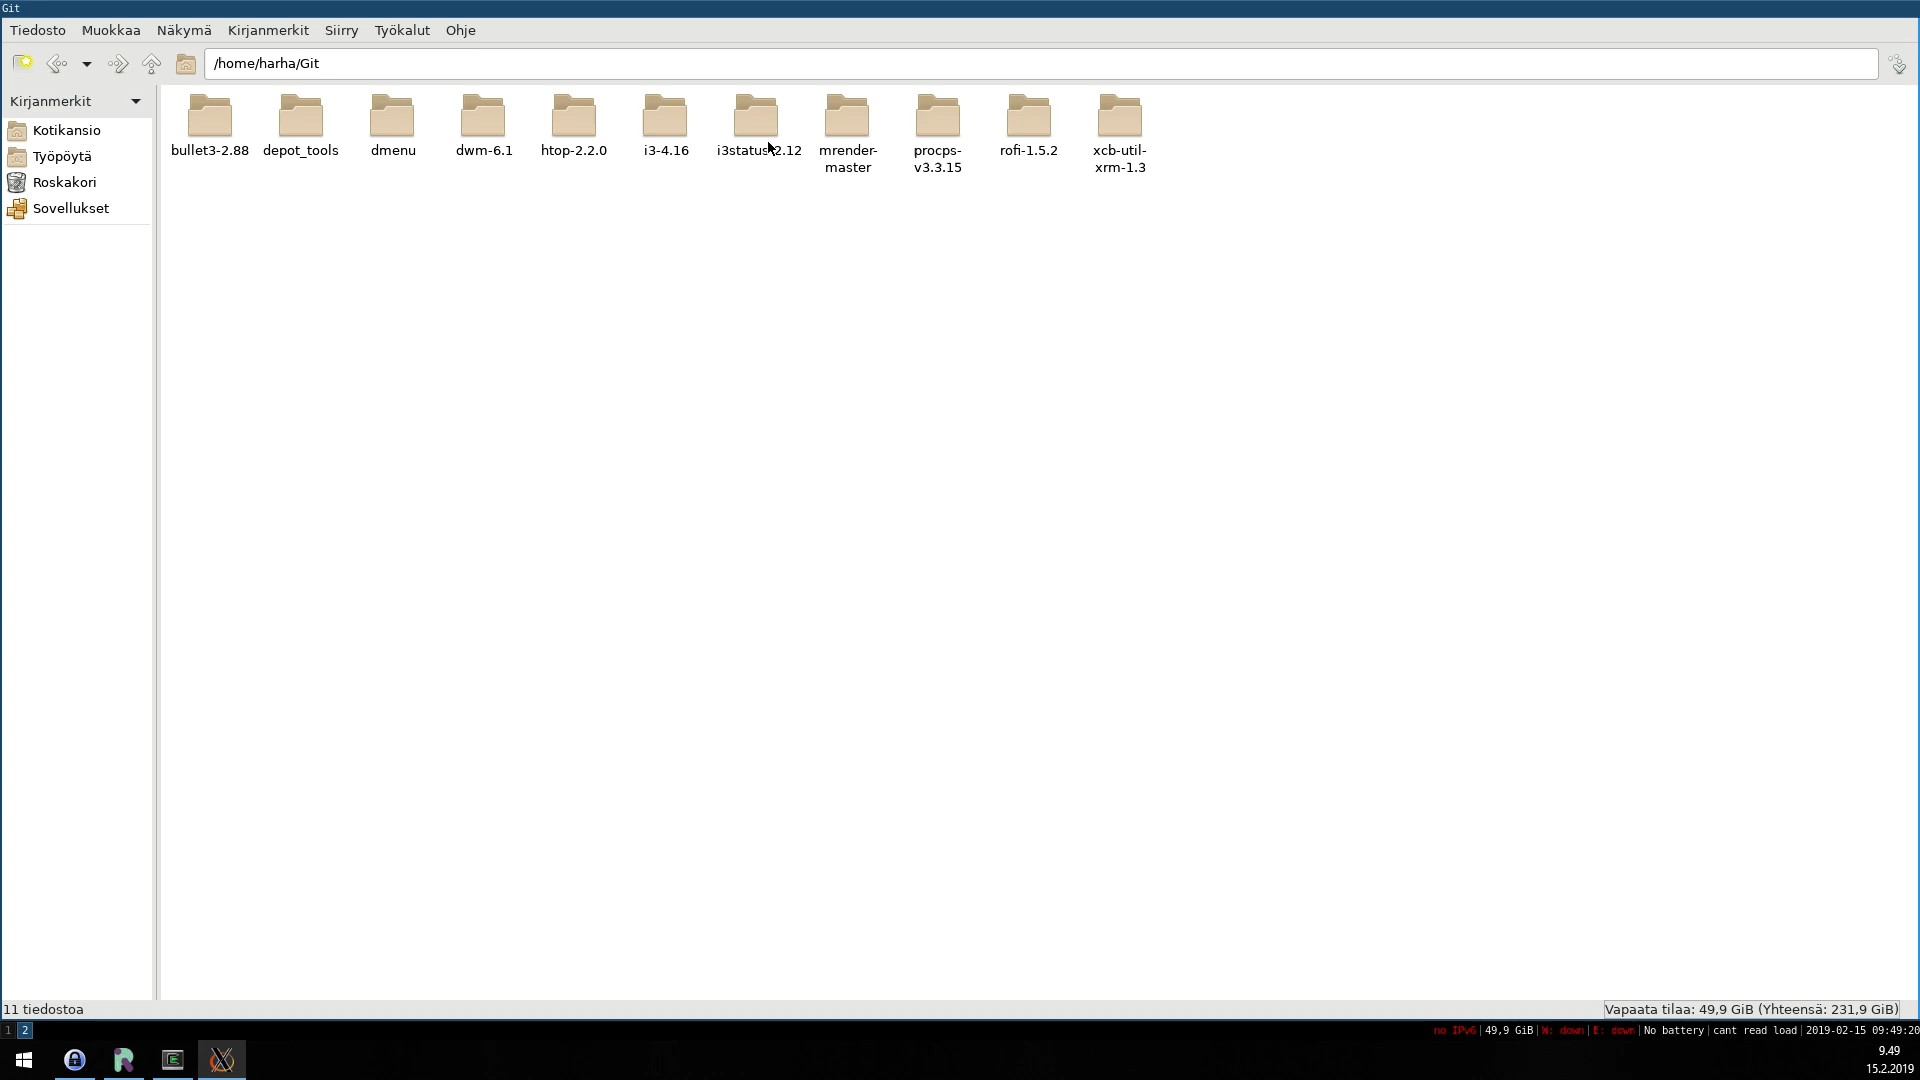 Git
Tiedosto Muokkaa Näkymä Kirjanmerkit Siirry Työkalut Ohje
/home/harha/Git
Kirjanmerkit
Kotikansio
Työpöytä
Roskakori
Sovellukset
bullet3-2.88 depot_tools dmenu dwm-6.1 htop-2.2.0 i3-4.16 i3status-2.12 mrender- procps- rofi-1.5.2 xcb-util-
master v3.3.15 xrm-1.3
11 tiedostoa
Vapaata tilaa: 49,9 GiB (Yhteensä: 231,9 GiB)
1 2
no IPv6|49,9 GiB|W: down|E: down|No battery|cant read load|2019-02-15 09:49:20
9.49
15.2.2019